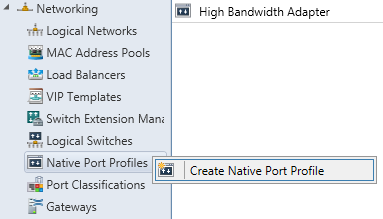 Networking
High Bandwidth Adapter
Logical Networks
MAC Address Pools
Load Balancers
VIP Templates
Switch Extension Mana
Logical Switches
Native Port Profiles
Create Native Port Profile
Port Classifications
Gateways